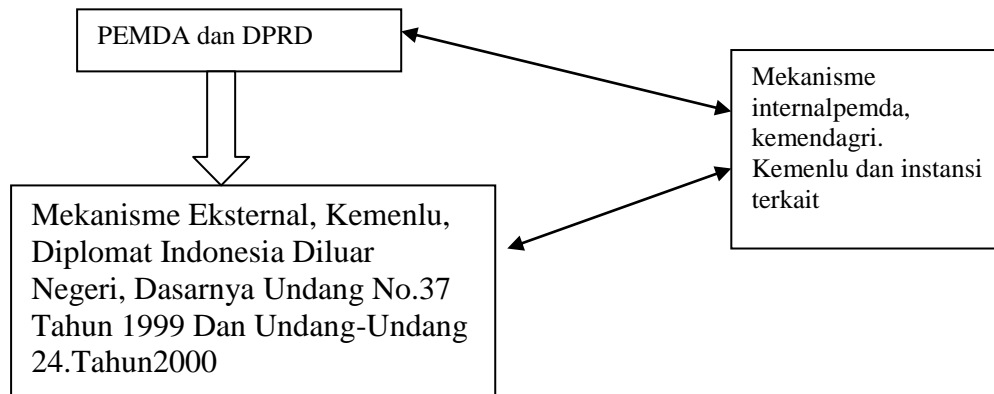 PEMDA dan DPRD
Mekanisme
internalpemda,
kemendagri.
Kemenlu dan instansi
terkait
Mekanisme Eksternal, Kemenlu,
Diplomat Indonesia Diluar
Negeri, Dasarnya Undang No.37
Tahun 1999 Dan Undang-Undang
24.Tahun2000